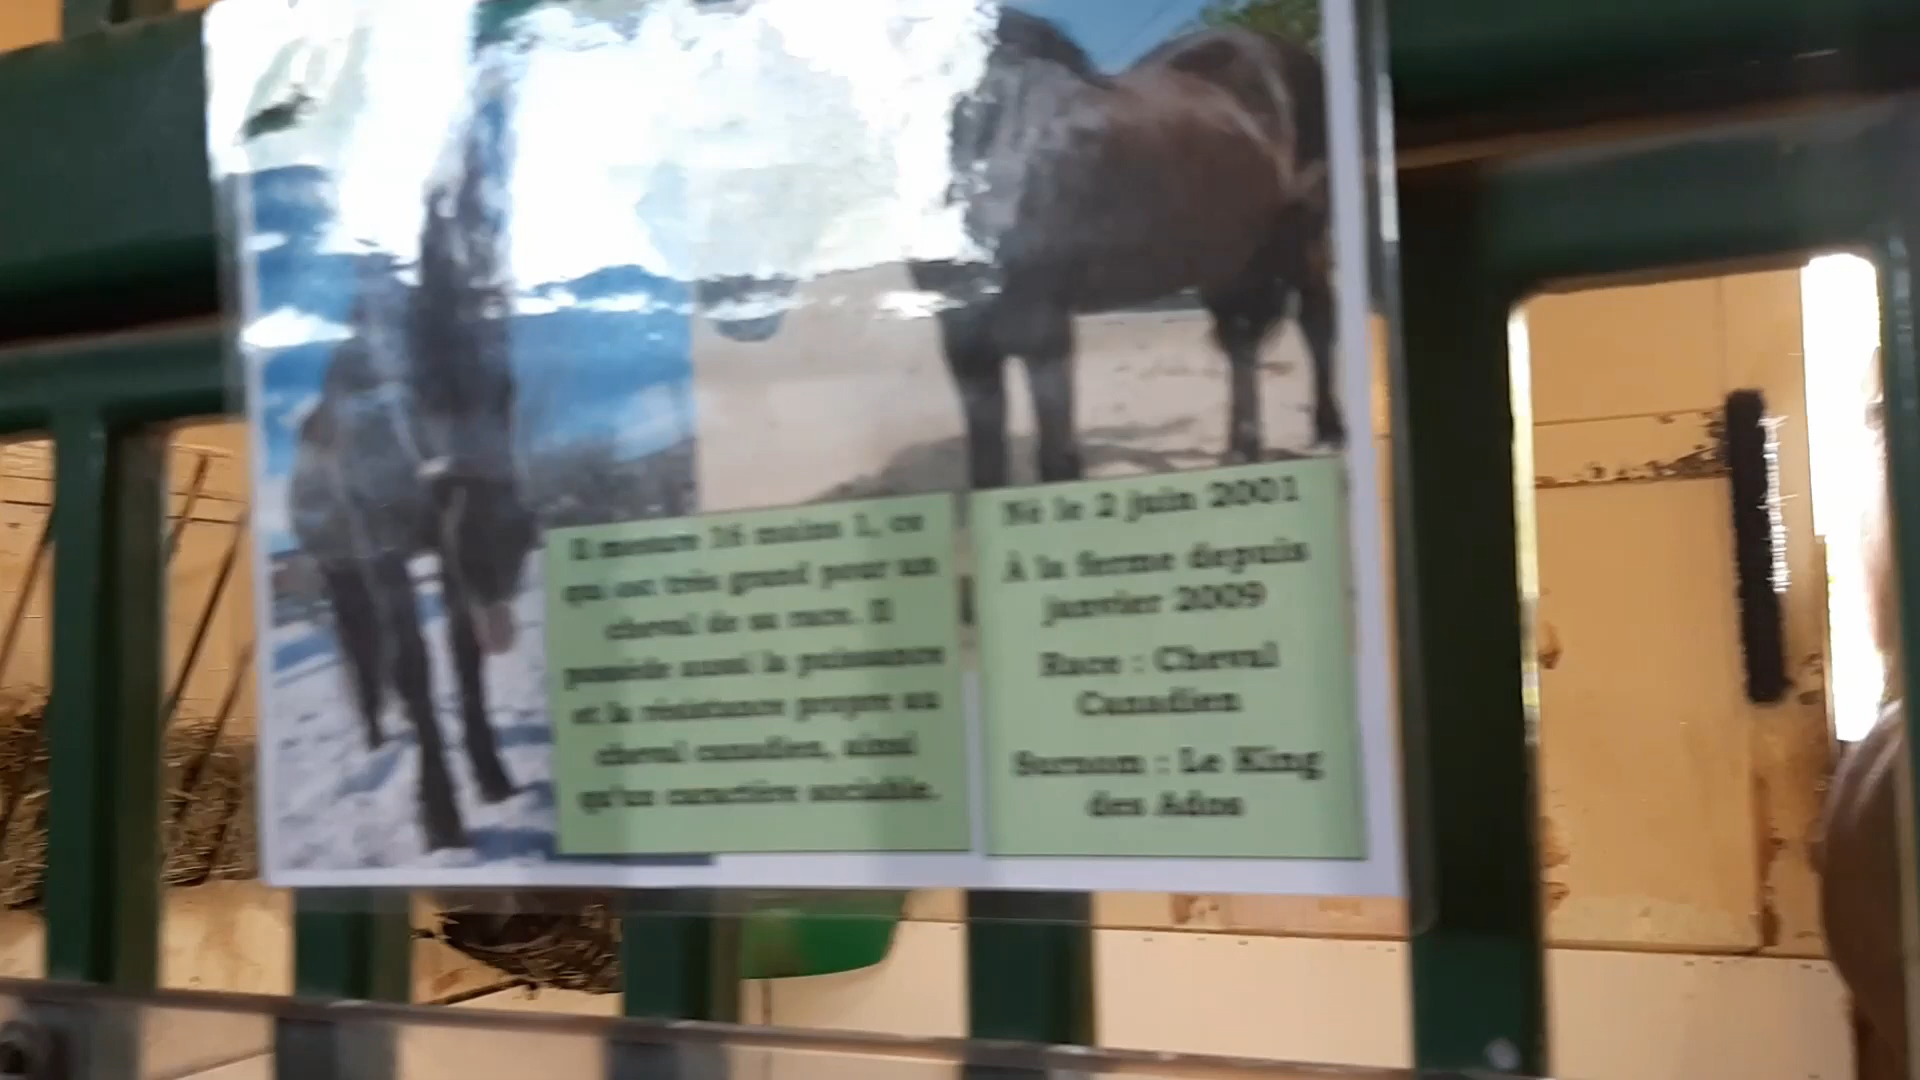 Il mesure 16 mains 1, ce
qui est très grand pour un
cheval de sa race. Il
possède aussi la puissance
et la résistance propre au
cheval canadien, ainsi
qu'un caractère sociable.
Né le 2 juin 2001
À la ferme depuis
janvier 2009
Race : Cheval
Canadien
Surnom : Le King
des Ados